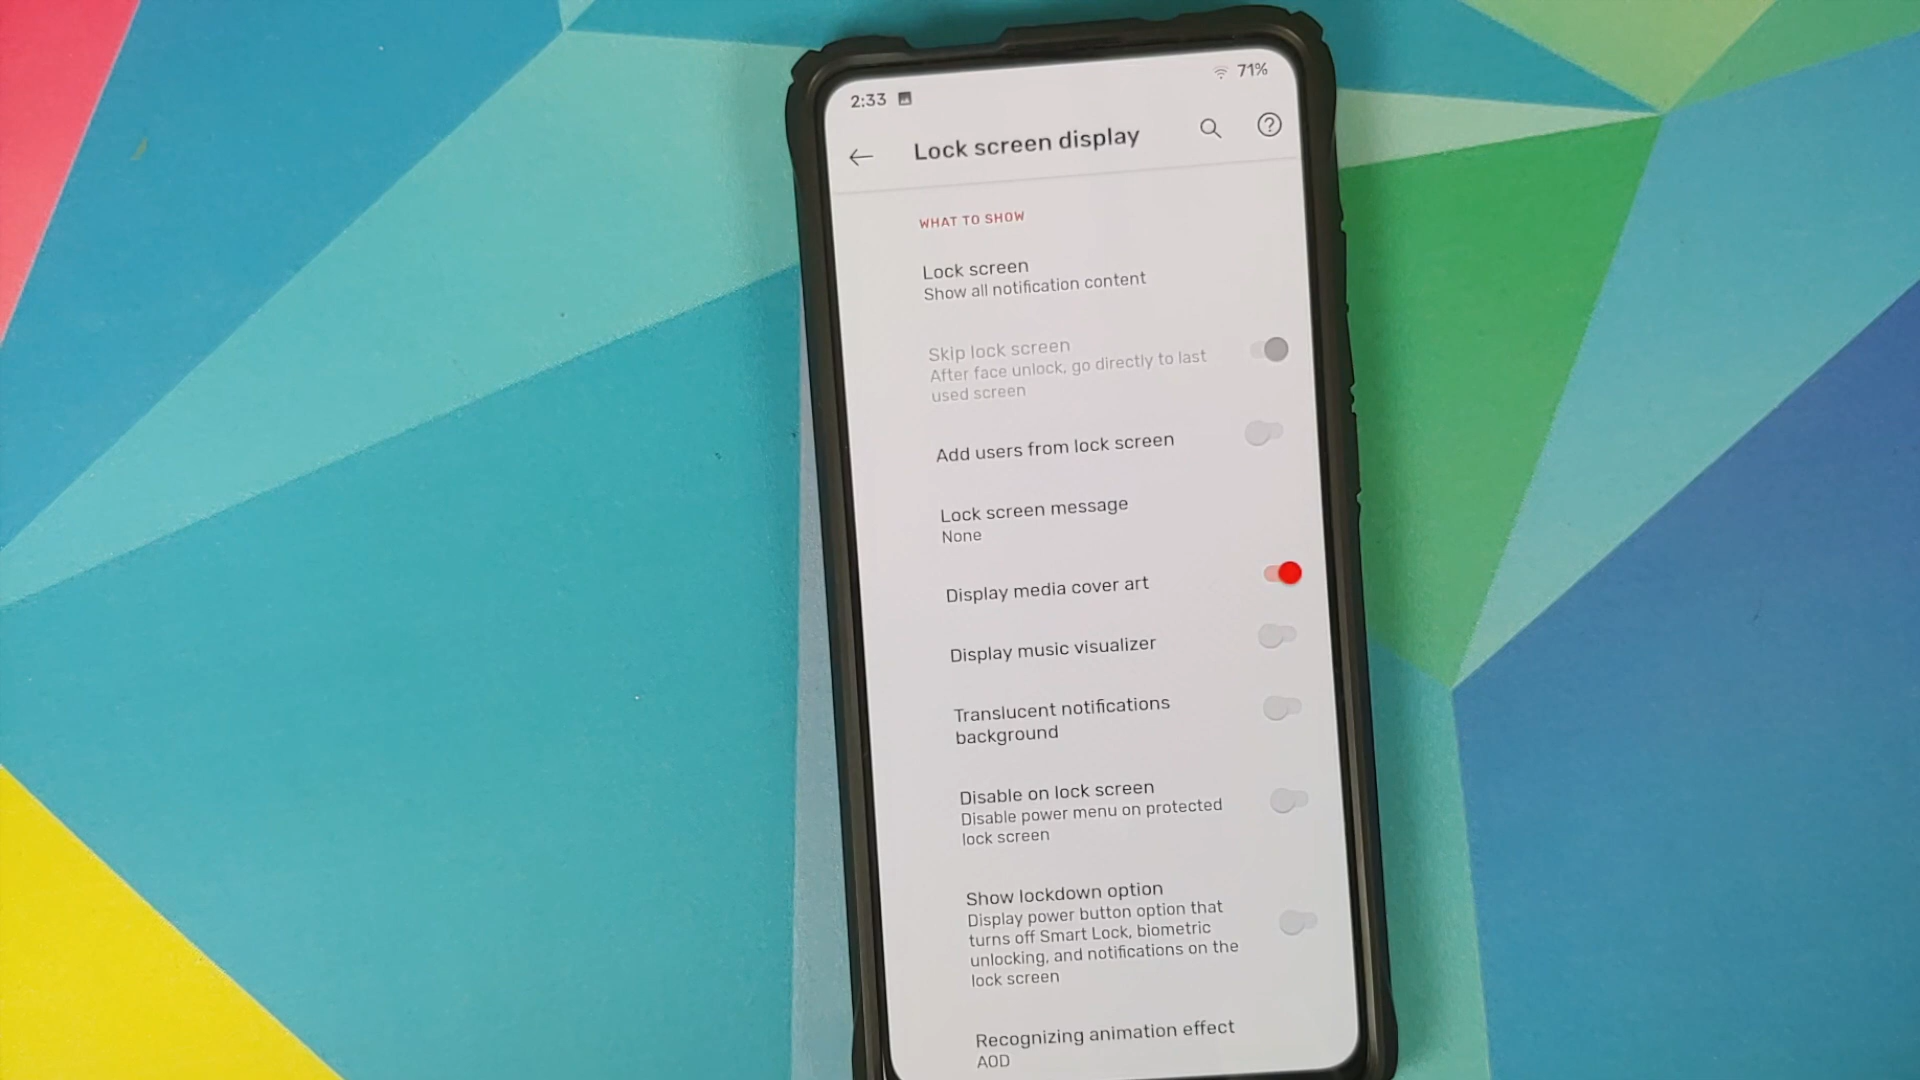 2:33
71%
Lock screen display
WHAT TO SHOW
Lock screen
Show all notification content
Skip lock screen
After face unlock, go directly to last
used screen
Add users from lock screen
Lock screen message
None
Display media cover art
Display music visualizer
Translucent notifications
background
Disable on lock screen
Disable power menu on protected
lock screen
Show lockdown option
Display power button option that
turns off Smart Lock, biometric
unlocking, and notifications on the
lock screen
Recognizing animation effect
AOD